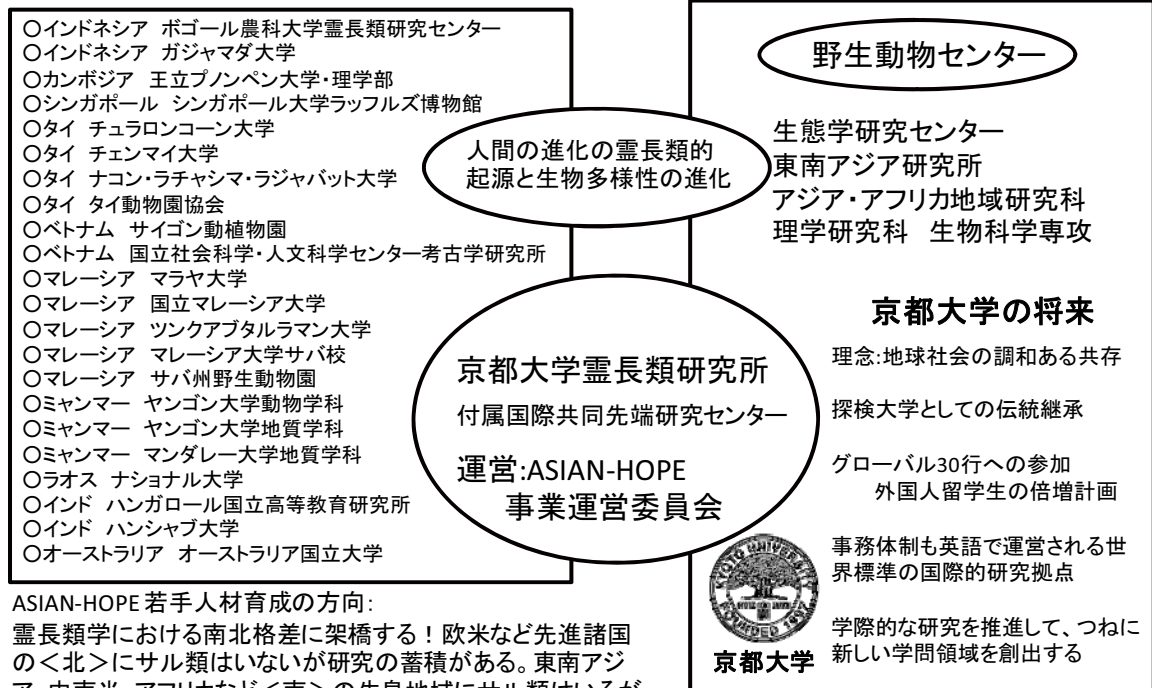 ○インドネシア ボゴール農科大学霊長類研究センター
○インドネシア ガジャマダ大学
○カンボジア 王立プノンペン大学・理学部
○シンガポール シンガポール大学ラッフルズ博物館
○タイ チュラロンコーン大学
○タイ チェンマイ大学
○タイ ナコン・ラチャシマ・ラジャバット大学
○タイ タイ動物園協会
○ベトナム サイゴン動植物園
○ベトナム 国立社会科学・人文科学センター考古学研究所
○マレーシア マラヤ大学
○マレーシア 国立マレーシア大学
○マレーシア ツンクアブタルラマン大学
○マレーシア マレーシア大学サバ校
○マレーシア サバ州野生動物園
○ミャンマー ヤンゴン大学動物学科
○ミャンマー ヤンゴン大学地質学科
○ミャンマー マンダレー大学地質学科
○ラオス ナショナル大学
○インド ハンガロール国立高等教育研究所
○インド ハンシャブ大学
○オーストラリア オーストラリア国立大学
人間の進化の霊長類的
起源と生物多様性の進化
京都大学霊長類研究所
付属国際共同先端研究センター
運営:ASIAN-HOPE
事業運営委員会
野生動物センター
生態学研究センター
東南アジア研究所
アジア・アフリカ地域研究科
理学研究科 生物科学専攻
京都大学の将来
理念:地球社会の調和ある共存
探検大学としての伝統継承
グローバル30行への参加
外国人留学生の倍増計画
事務体制も英語で運営される世
界標準の国際的研究拠点
学際的な研究を推進して、つねに
新しい学問領域を創出する
KYOTO UNIVERSITY
FOUNDED 1897
京都大学
ASIAN-HOPE 若手人材育成の方向:
霊長類学における南北格差に架橋する！欧米など先進諸国
の＜北＞にサル類はいないが研究の蓄積がある。東南アジ
ア、中南米、アフリカなど＜南＞の生息地域にサル類はいるが